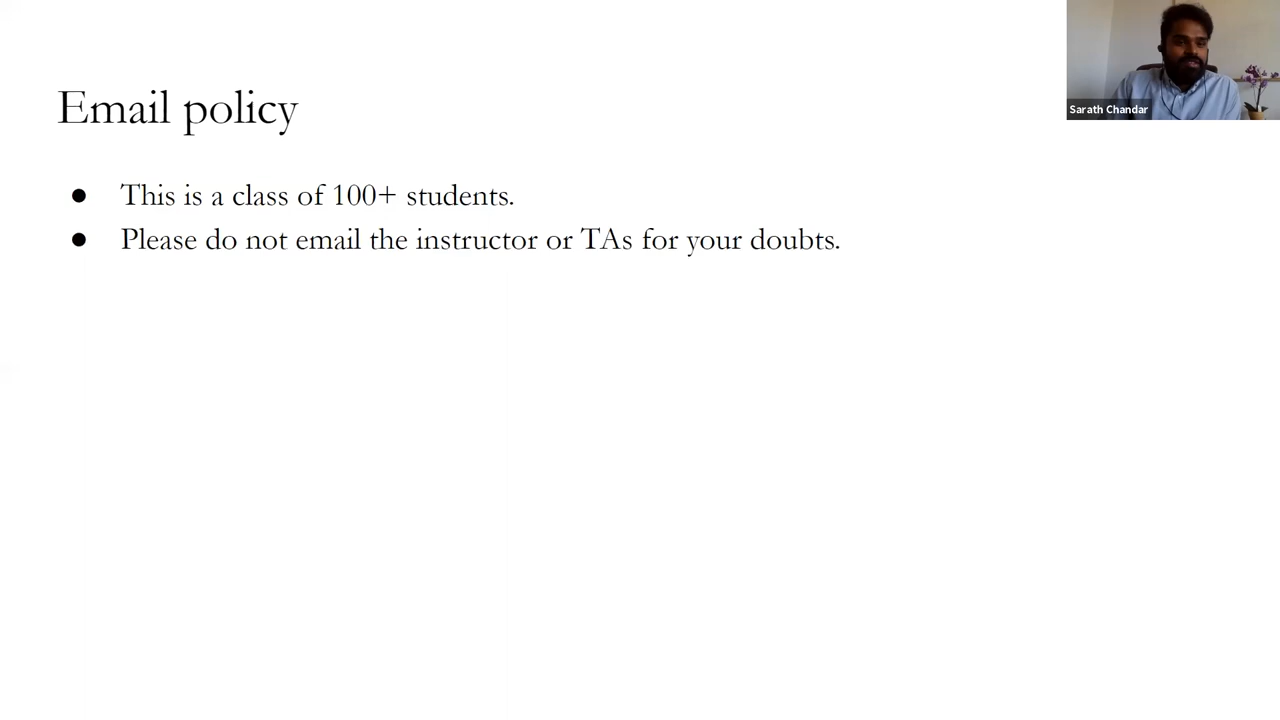 Sarath Chandar
Email policy
● This is a class of 100+ students.
● Please do not email the instructor or TAs for your doubts.